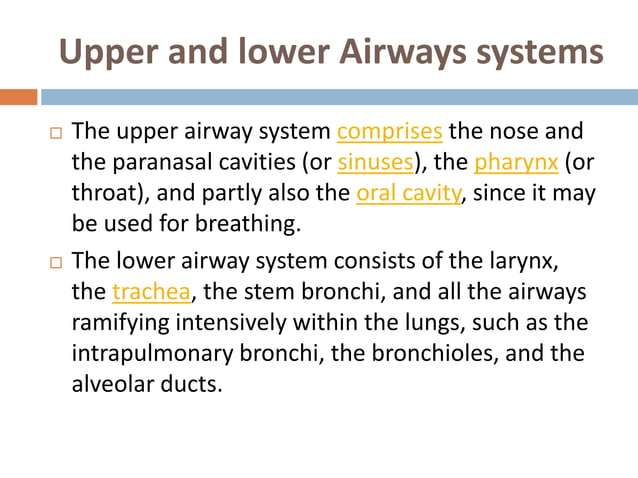 Upper and lower Airways systems
The upper airway system comprises the nose and
the paranasal cavities (or sinuses), the pharynx (or
throat), and partly also the oral cavity, since it may
be used for breathing.
The lower airway system consists of the larynx,
the trachea, the stem bronchi, and all the airways
ramifying intensively within the lungs, such as the
intrapulmonary bronchi, the bronchioles, and the
alveolar ducts.